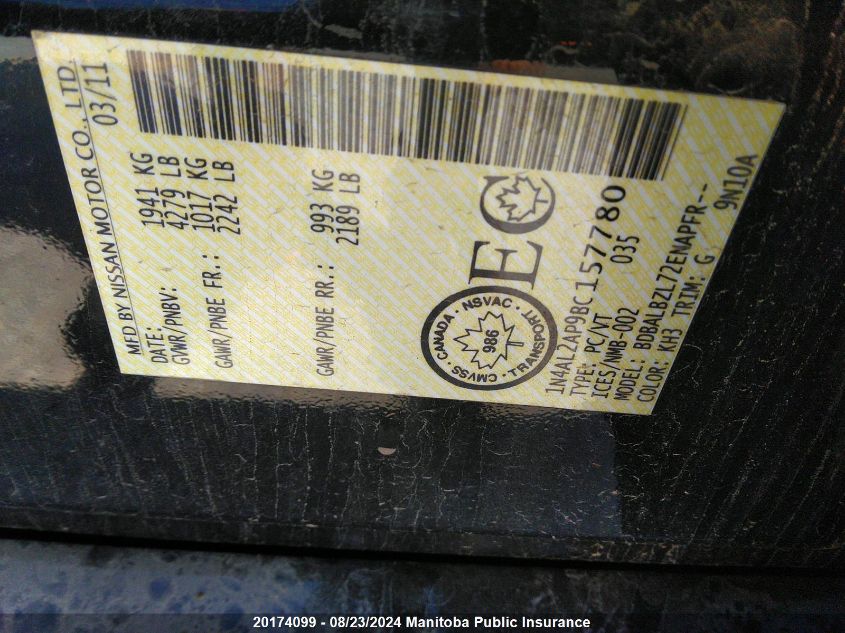 MFD BY NISSAN MOTOR CO., LTD.
DATE: 03/11
GVWR/PNBV: 1941 KG
4279 LB
GAWR/PNBE FR.: 1017 KG
2242 LB
GAWR/PNBE RR.: 993 KG
2189 LB
CANADA · NSVAC · TRANSPORT · CMVSS ·
986
EC
1N4AL2AP9BC157780
TYPE: PC/VT 035
ICES/NMB-002
MODEL: BDBALBZL72ENAPFR--
COLOR: KH3 TRIM: G 9N10A
20174099 - 08/23/2024 Manitoba Public Insurance